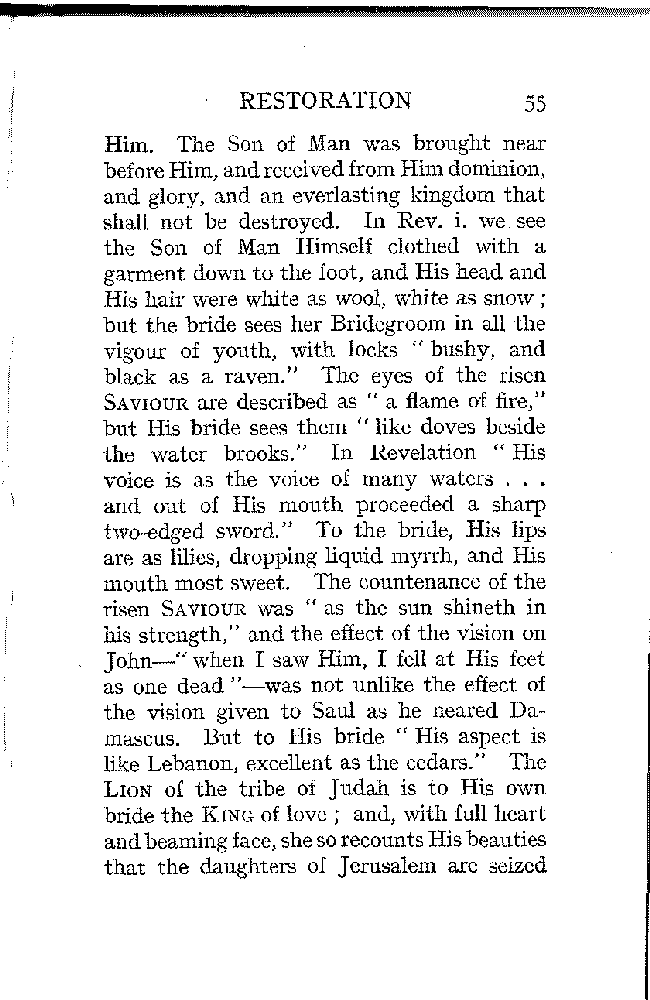 RESTORATION 55
Him. The Son of Man was brought near
before Him, and received from Him dominion,
and glory, and an everlasting kingdom that
shall not be destroyed. In Rev. i. we see
the Son of Man Himself clothed with a
garment down to the foot, and His head and
His hair were white as wool, white as snow ;
but the bride sees her Bridegroom in all the
vigour of youth, with locks “ bushy, and
black as a raven.” The eyes of the risen
SAVIOUR are described as “ a flame of fire,”
but His bride sees them “ like doves beside
the water brooks.” In Revelation “ His
voice is as the voice of many waters . . .
and out of His mouth proceeded a sharp
two-edged sword.” To the bride, His lips
are as lilies, dropping liquid myrrh, and His
mouth most sweet. The countenance of the
risen SAVIOUR was “ as the sun shineth in
his strength,” and the effect of the vision on
John—“ when I saw Him, I fell at His feet
as one dead ”—was not unlike the effect of
the vision given to Saul as he neared Da-
mascus. But to His bride “ His aspect is
like Lebanon, excellent as the cedars.” The
LION of the tribe of Judah is to His own
bride the KING of love ; and, with full heart
and beaming face, she so recounts His beauties
that the daughters of Jerusalem are seized